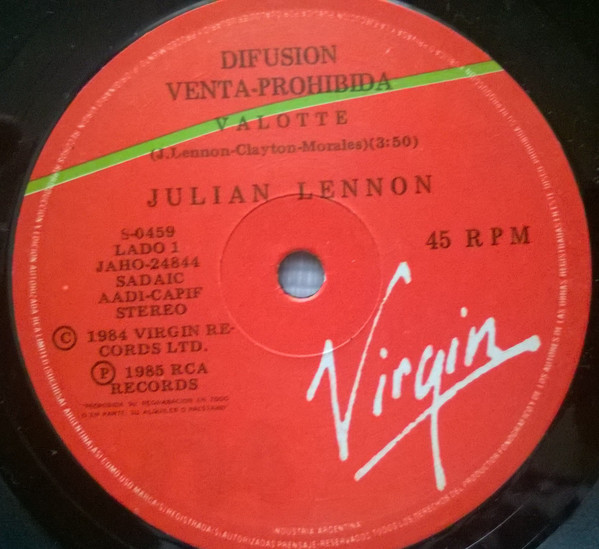 DIFUSION
VENTA-PROHIBIDA
VALOTTE
(J.Lennon-Clayton-Morales)(3:50)
JULIAN LENNON
S-0459
LADO 1
JAHO-24844
SADAIC
AADI-CAPIF
STEREO
45 RPM
© 1984 VIRGIN RE-
CORDS LTD.
℗ 1985 RCA
RECORDS
Virgin
INDUSTRIA ARGENTINA